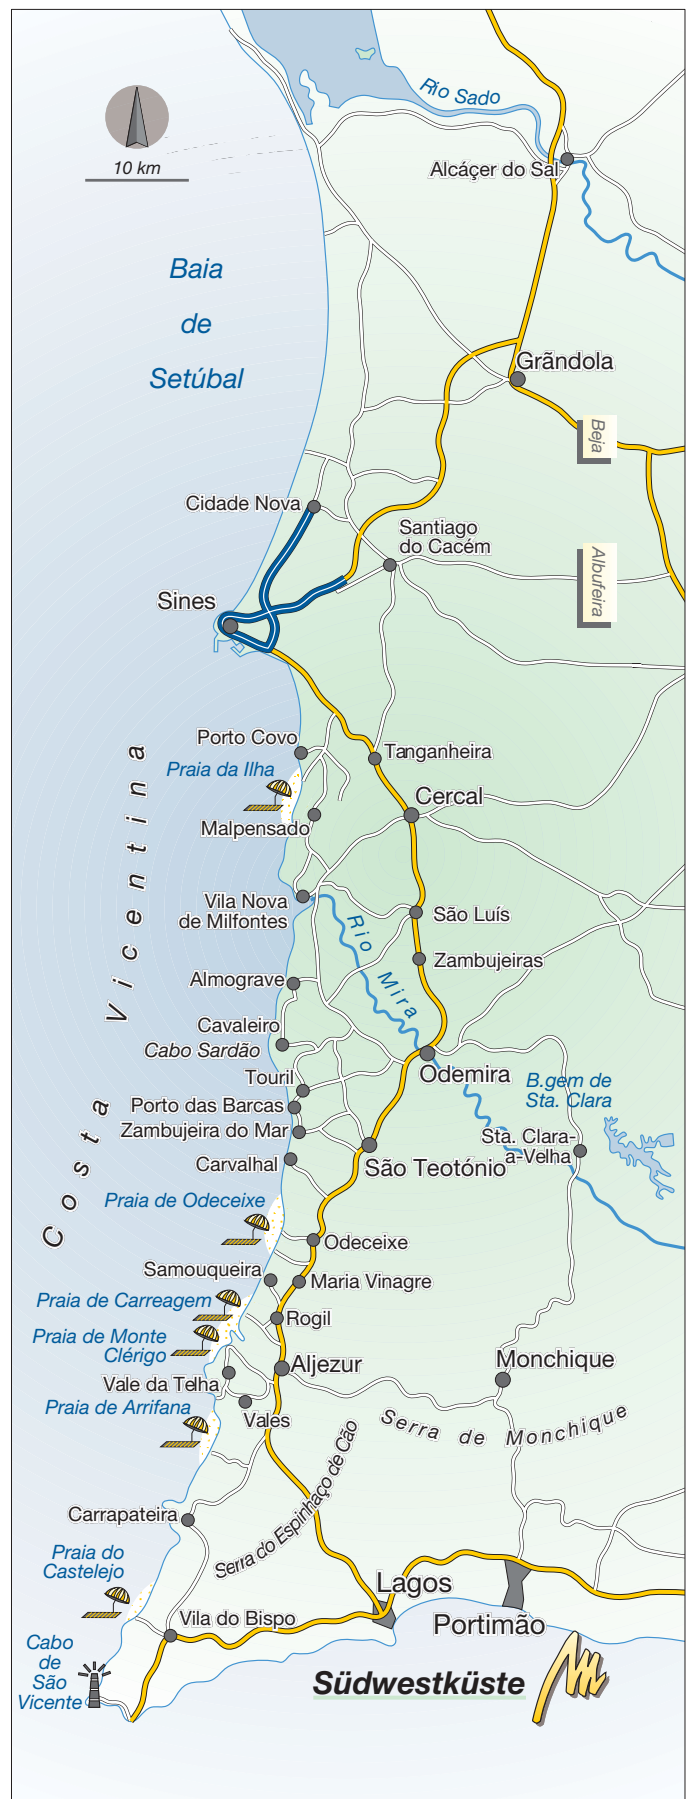 Rio Sado
10 km
Alcáçer do Sal
Baia
de
Setúbal
Grãndola
Beja
Cidade Nova
Santiago
do Cacém
Albufeira
Sines
Porto Covo
Tanganheira
Praia da Ilha
Cercal
Malpensado
Costa Vicentina
Vila Nova
de Milfontes
São Luís
Rio Mira
Zambujeiras
Almograve
Cavaleiro
Cabo Sardão
Odemira
Touril
B.gem de
Sta. Clara
Porto das Barcas
Zambujeira do Mar
Sta. Clara-
a-Velha
Carvalhal
São Teotónio
Praia de Odeceixe
Odeceixe
Samouqueira
Maria Vinagre
Praia de Carreagem
Rogil
Praia de Monte
Clérigo
Aljezur
Monchique
Vale da Telha
Praia de Arrifana
Vales
Serra de Monchique
Serra do Espinhaço de Cão
Carrapateira
Praia do
Castelejo
Lagos
Vila do Bispo
Portimão
Cabo
de
São
Vicente
Südwestküste